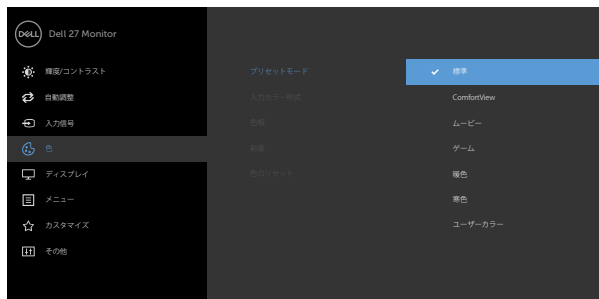 DELL Dell 27 Monitor
輝度/コントラスト プリセットモード ✓ 標準
自動調整 入力カラー形式 ComfortView
入力信号 色相 ムービー
色 彩度 ゲーム
ディスプレイ 色のリセット 暖色
メニュー 寒色
カスタマイズ ユーザーカラー
その他